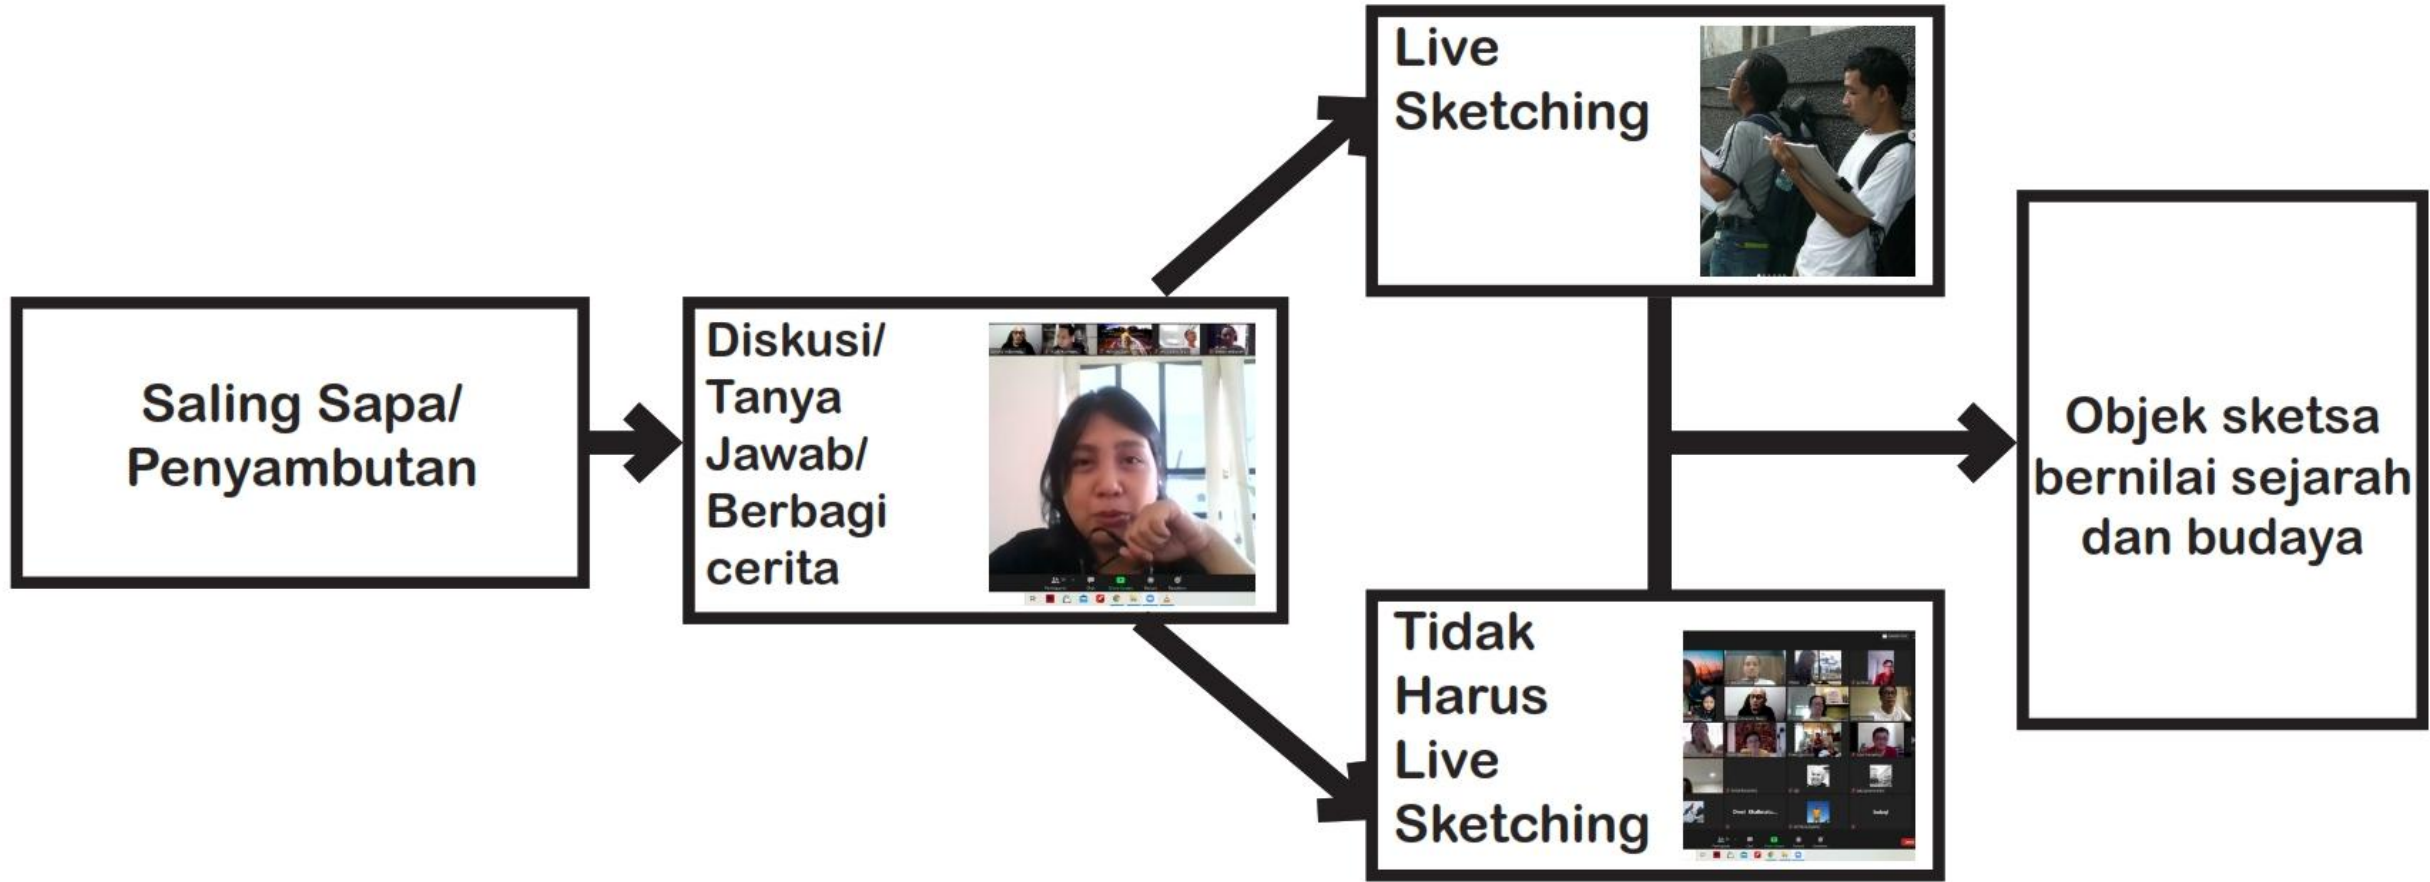 Saling Sapa/
Penyambutan
Diskusi/
Tanya
Jawab/
Berbagi
cerita
Live
Sketching
Tidak
Harus
Live
Sketching
Objek sketsa
bernilai sejarah
dan budaya